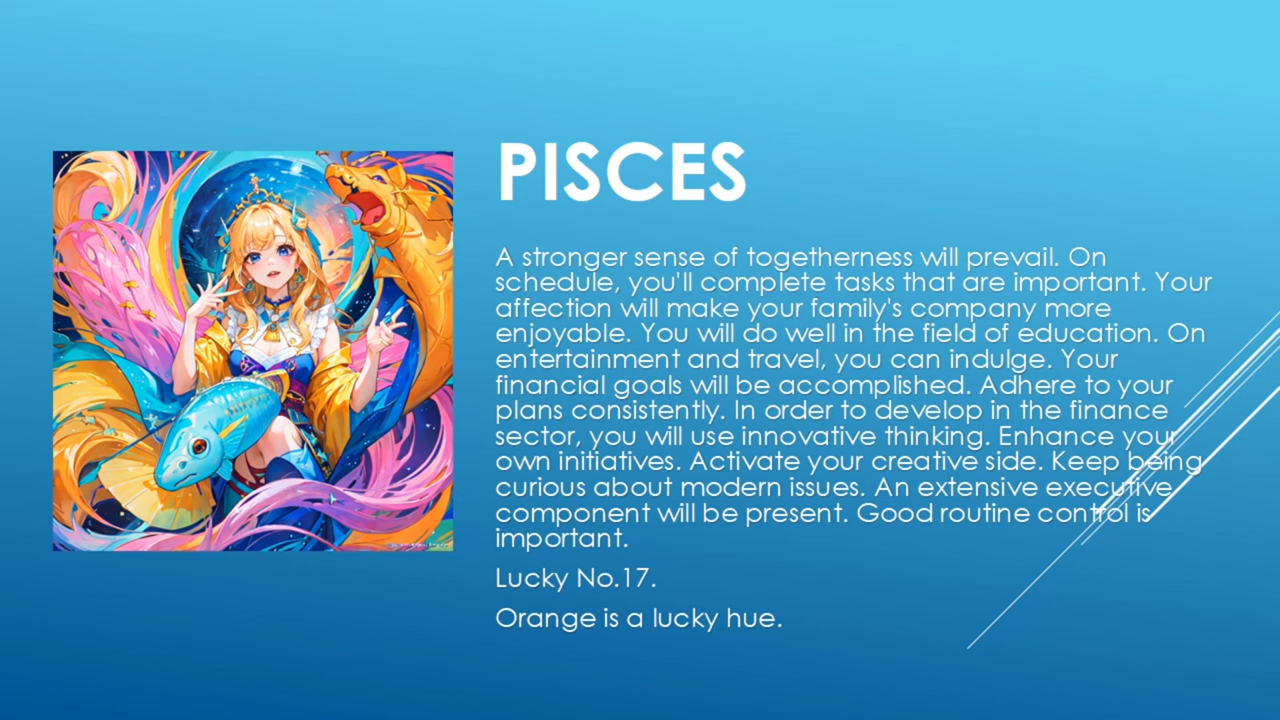 PISCES
A stronger sense of togetherness will prevail. On
schedule, you'll complete tasks that are important. Your
affection will make your family's company more
enjoyable. You will do well in the field of education. On
entertainment and travel, you can indulge. Your
financial goals will be accomplished. Adhere to your
plans consistently. In order to develop in the finance
sector, you will use innovative thinking. Enhance your
own initiatives. Activate your creative side. Keep being
curious about modern issues. An extensive executive
component will be present. Good routine control is
important.
Lucky No.17.
Orange is a lucky hue.